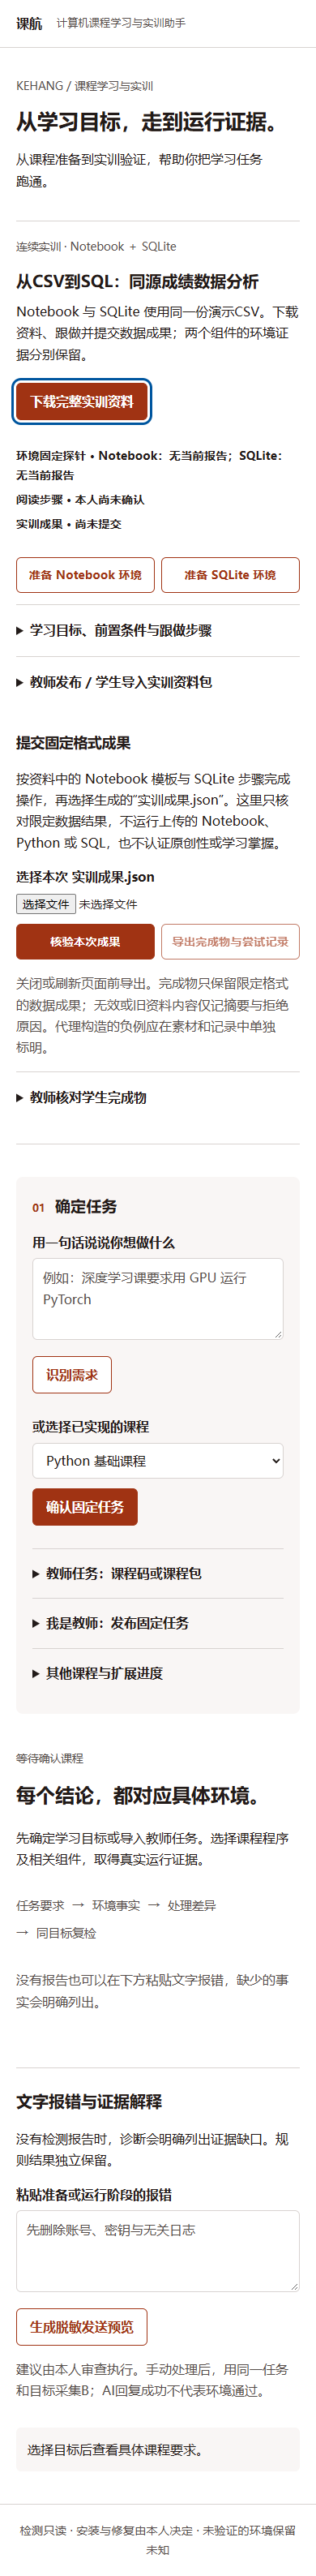 课航 计算机课程学习与实训助手
KEHANG / 课程学习与实训
从学习目标，走到运行证据。
从课程准备到实训验证，帮助你把学习任务
跑通。
连续实训 · Notebook ＋ SQLite
从CSV到SQL：同源成绩数据分析
Notebook 与 SQLite 使用同一份演示CSV。下载
资料、跟做并提交数据成果；两个组件的环境证
据分别保留。
下载完整实训资料
环境固定探针 • Notebook：无当前报告；SQLite：
无当前报告
阅读步骤 • 本人尚未确认
实训成果 • 尚未提交
准备 Notebook 环境 准备 SQLite 环境
▶ 学习目标、前置条件与跟做步骤
▶ 教师发布 / 学生导入实训资料包
提交固定格式成果
按资料中的 Notebook 模板与 SQLite 步骤完成
操作，再选择生成的“实训成果.json”。这里只核
对限定数据结果，不运行上传的 Notebook、
Python 或 SQL，也不认证原创性或学习掌握。
选择本次 实训成果.json
选择文件 未选择文件
核验本次成果 导出完成物与尝试记录
关闭或刷新页面前导出。完成物只保留限定格式
的数据成果；无效或旧资料内容仅记摘要与拒绝
原因。代理构造的负例应在素材和记录中单独
标明。
▶ 教师核对学生完成物
01 确定任务
用一句话说说你想做什么
例如：深度学习课要求用 GPU 运行
PyTorch
识别需求
或选择已实现的课程
Python 基础课程
确认固定任务
▶ 教师任务：课程码或课程包
▶ 我是教师：发布固定任务
▶ 其他课程与扩展进度
等待确认课程
每个结论，都对应具体环境。
先确定学习目标或导入教师任务。选择课程程序
及相关组件，取得真实运行证据。
任务要求 → 环境事实 → 处理差异
→ 同目标复检
没有报告也可以在下方粘贴文字报错，缺少的事
实会明确列出。
文字报错与证据解释
没有检测报告时，诊断会明确列出证据缺口。规
则结果独立保留。
粘贴准备或运行阶段的报错
先删除账号、密钥与无关日志
生成脱敏发送预览
建议由本人审查执行。手动处理后，用同一任务
和目标采集B；AI回复成功不代表环境通过。
选择目标后查看具体课程要求。
检测只读 · 安装与修复由本人决定 · 未验证的环境保留
未知